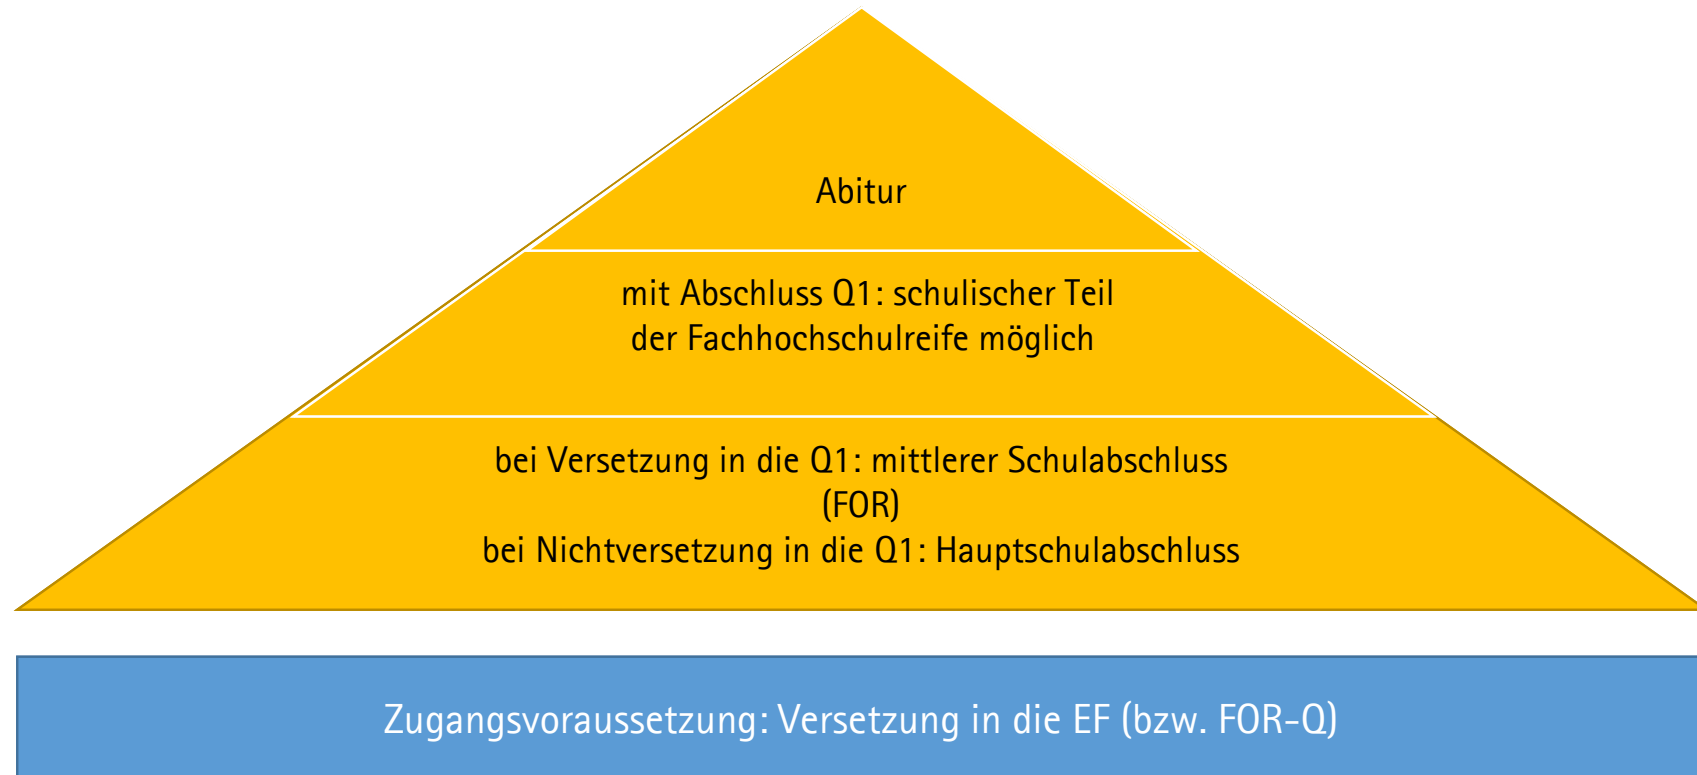 Abitur
mit Abschluss Q1: schulischer Teil
der Fachhochschulreife möglich
bei Versetzung in die Q1: mittlerer Schulabschluss
(FOR)
bei Nichtversetzung in die Q1: Hauptschulabschluss
Zugangsvoraussetzung: Versetzung in die EF (bzw. FOR-Q)